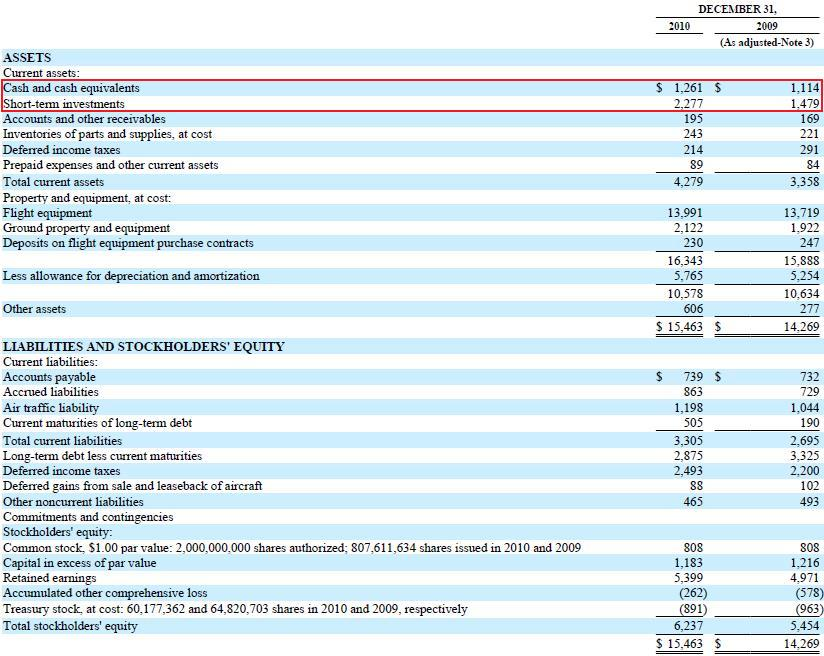 DECEMBER 31,
2010 2009
(As adjusted-Note 3)
ASSETS
Current assets:
Cash and cash equivalents $ 1,261 $ 1,114
Short-term investments 2,277 1,479
Accounts and other receivables 195 169
Inventories of parts and supplies, at cost 243 221
Deferred income taxes 214 291
Prepaid expenses and other current assets 89 84
Total current assets 4,279 3,358
Property and equipment, at cost:
Flight equipment 13,991 13,719
Ground property and equipment 2,122 1,922
Deposits on flight equipment purchase contracts 230 247
16,343 15,888
Less allowance for depreciation and amortization 5,765 5,254
10,578 10,634
Other assets 606 277
$ 15,463 $ 14,269
LIABILITIES AND STOCKHOLDERS' EQUITY
Current liabilities:
Accounts payable $ 739 $ 732
Accrued liabilities 863 729
Air traffic liability 1,198 1,044
Current maturities of long-term debt 505 190
Total current liabilities 3,305 2,695
Long-term debt less current maturities 2,875 3,325
Deferred income taxes 2,493 2,200
Deferred gains from sale and leaseback of aircraft 88 102
Other noncurrent liabilities 465 493
Commitments and contingencies
Stockholders' equity:
Common stock, $1.00 par value: 2,000,000,000 shares authorized; 807,611,634 shares issued in 2010 and 2009 808 808
Capital in excess of par value 1,183 1,216
Retained earnings 5,399 4,971
Accumulated other comprehensive loss (262) (578)
Treasury stock, at cost: 60,177,362 and 64,820,703 shares in 2010 and 2009, respectively (891) (963)
Total stockholders' equity 6,237 5,454
$ 15,463 $ 14,269